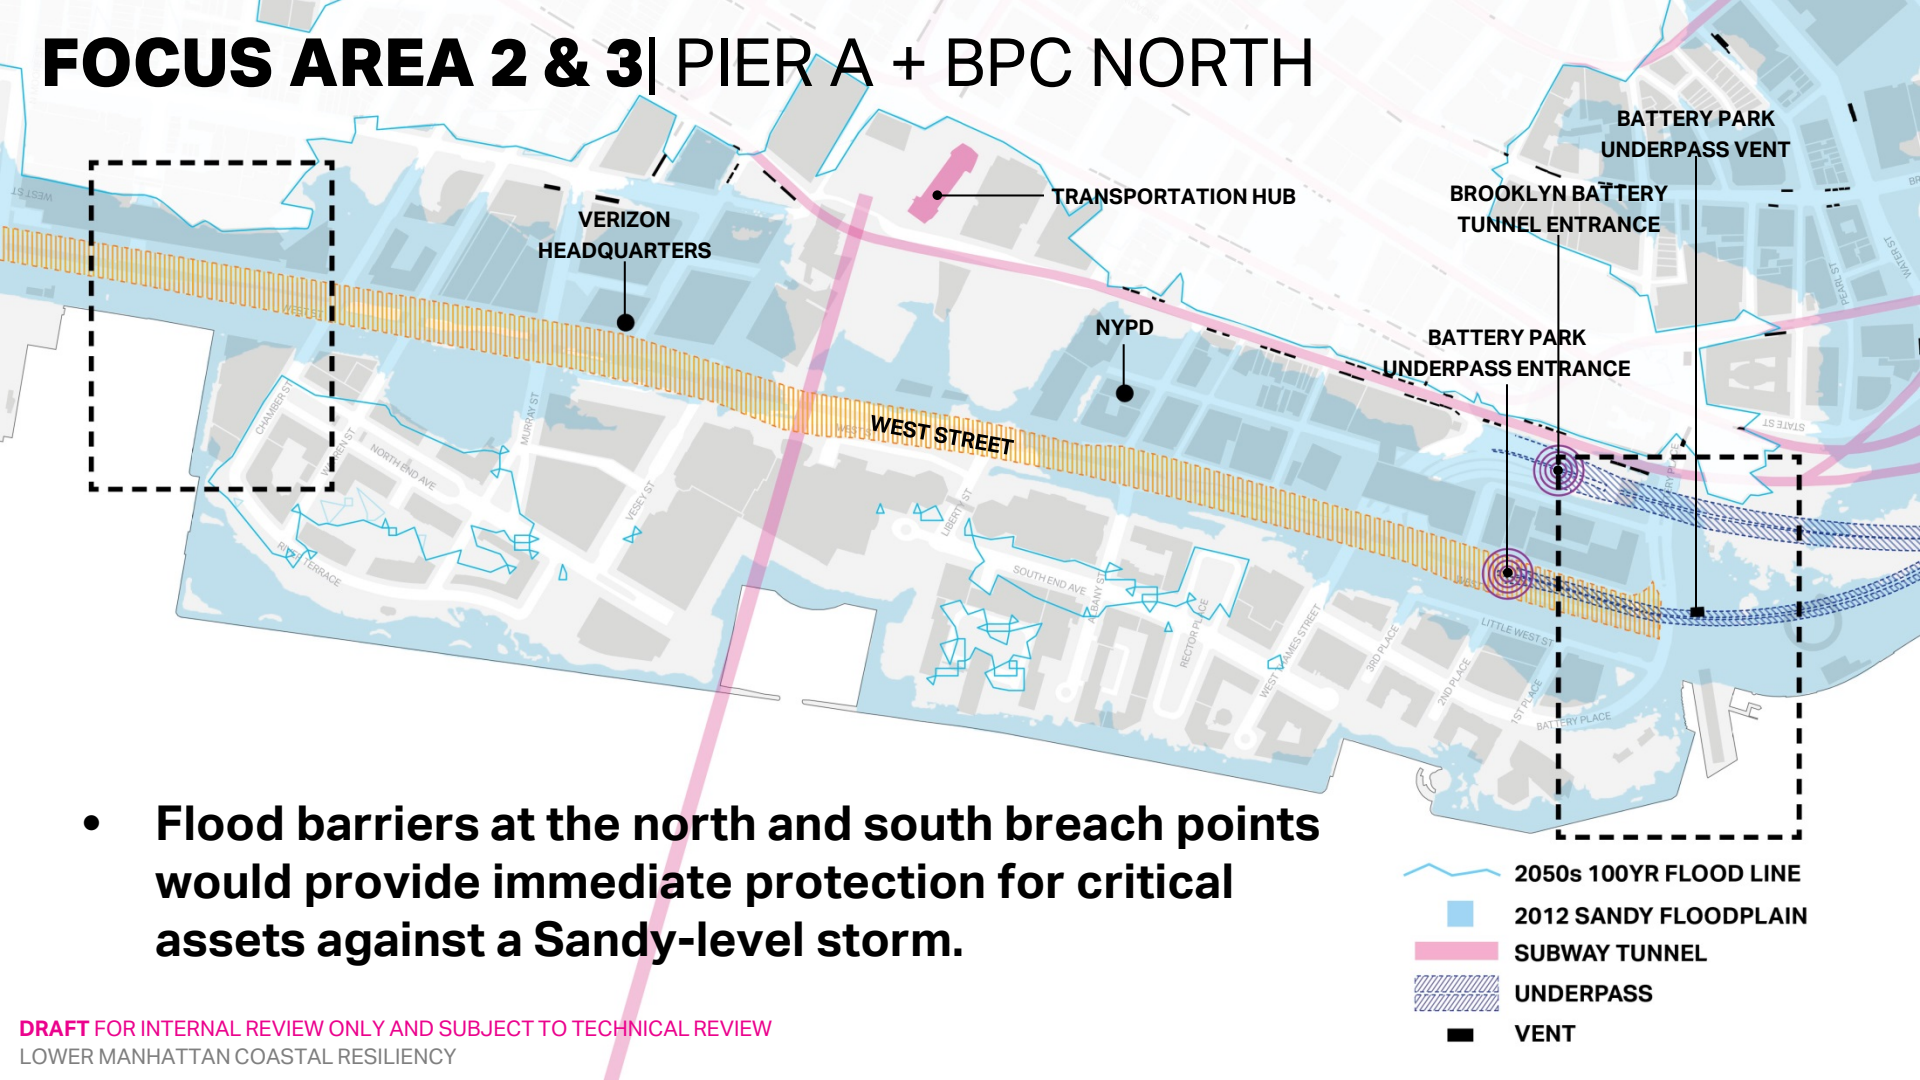 FOCUS AREA 2 & 3| PIER A + BPC NORTH
BATTERY PARK
UNDERPASS VENT
BROOKLYN BATTERY
TUNNEL ENTRANCE
TRANSPORTATION HUB
VERIZON
HEADQUARTERS
NYPD
BATTERY PARK
UNDERPASS ENTRANCE
WEST ST
WEST ST
WEST STREET
PEARL ST
WATER ST
STATE ST
CHAMBER ST
WARREN ST
NORTH END AVE
MURRAY ST
VESEY ST
RIVER TERRACE
LIBERTY ST
SOUTH END AVE
ALBANY ST
RECTOR PLACE
WEST THAMES STREET
3RD PLACE
2ND PLACE
1ST PLACE
LITTLE WEST ST
BATTERY PLACE
• Flood barriers at the north and south breach points
would provide immediate protection for critical
assets against a Sandy-level storm.
2050s 100YR FLOOD LINE
2012 SANDY FLOODPLAIN
SUBWAY TUNNEL
UNDERPASS
VENT
DRAFT FOR INTERNAL REVIEW ONLY AND SUBJECT TO TECHNICAL REVIEW
LOWER MANHATTAN COASTAL RESILIENCY